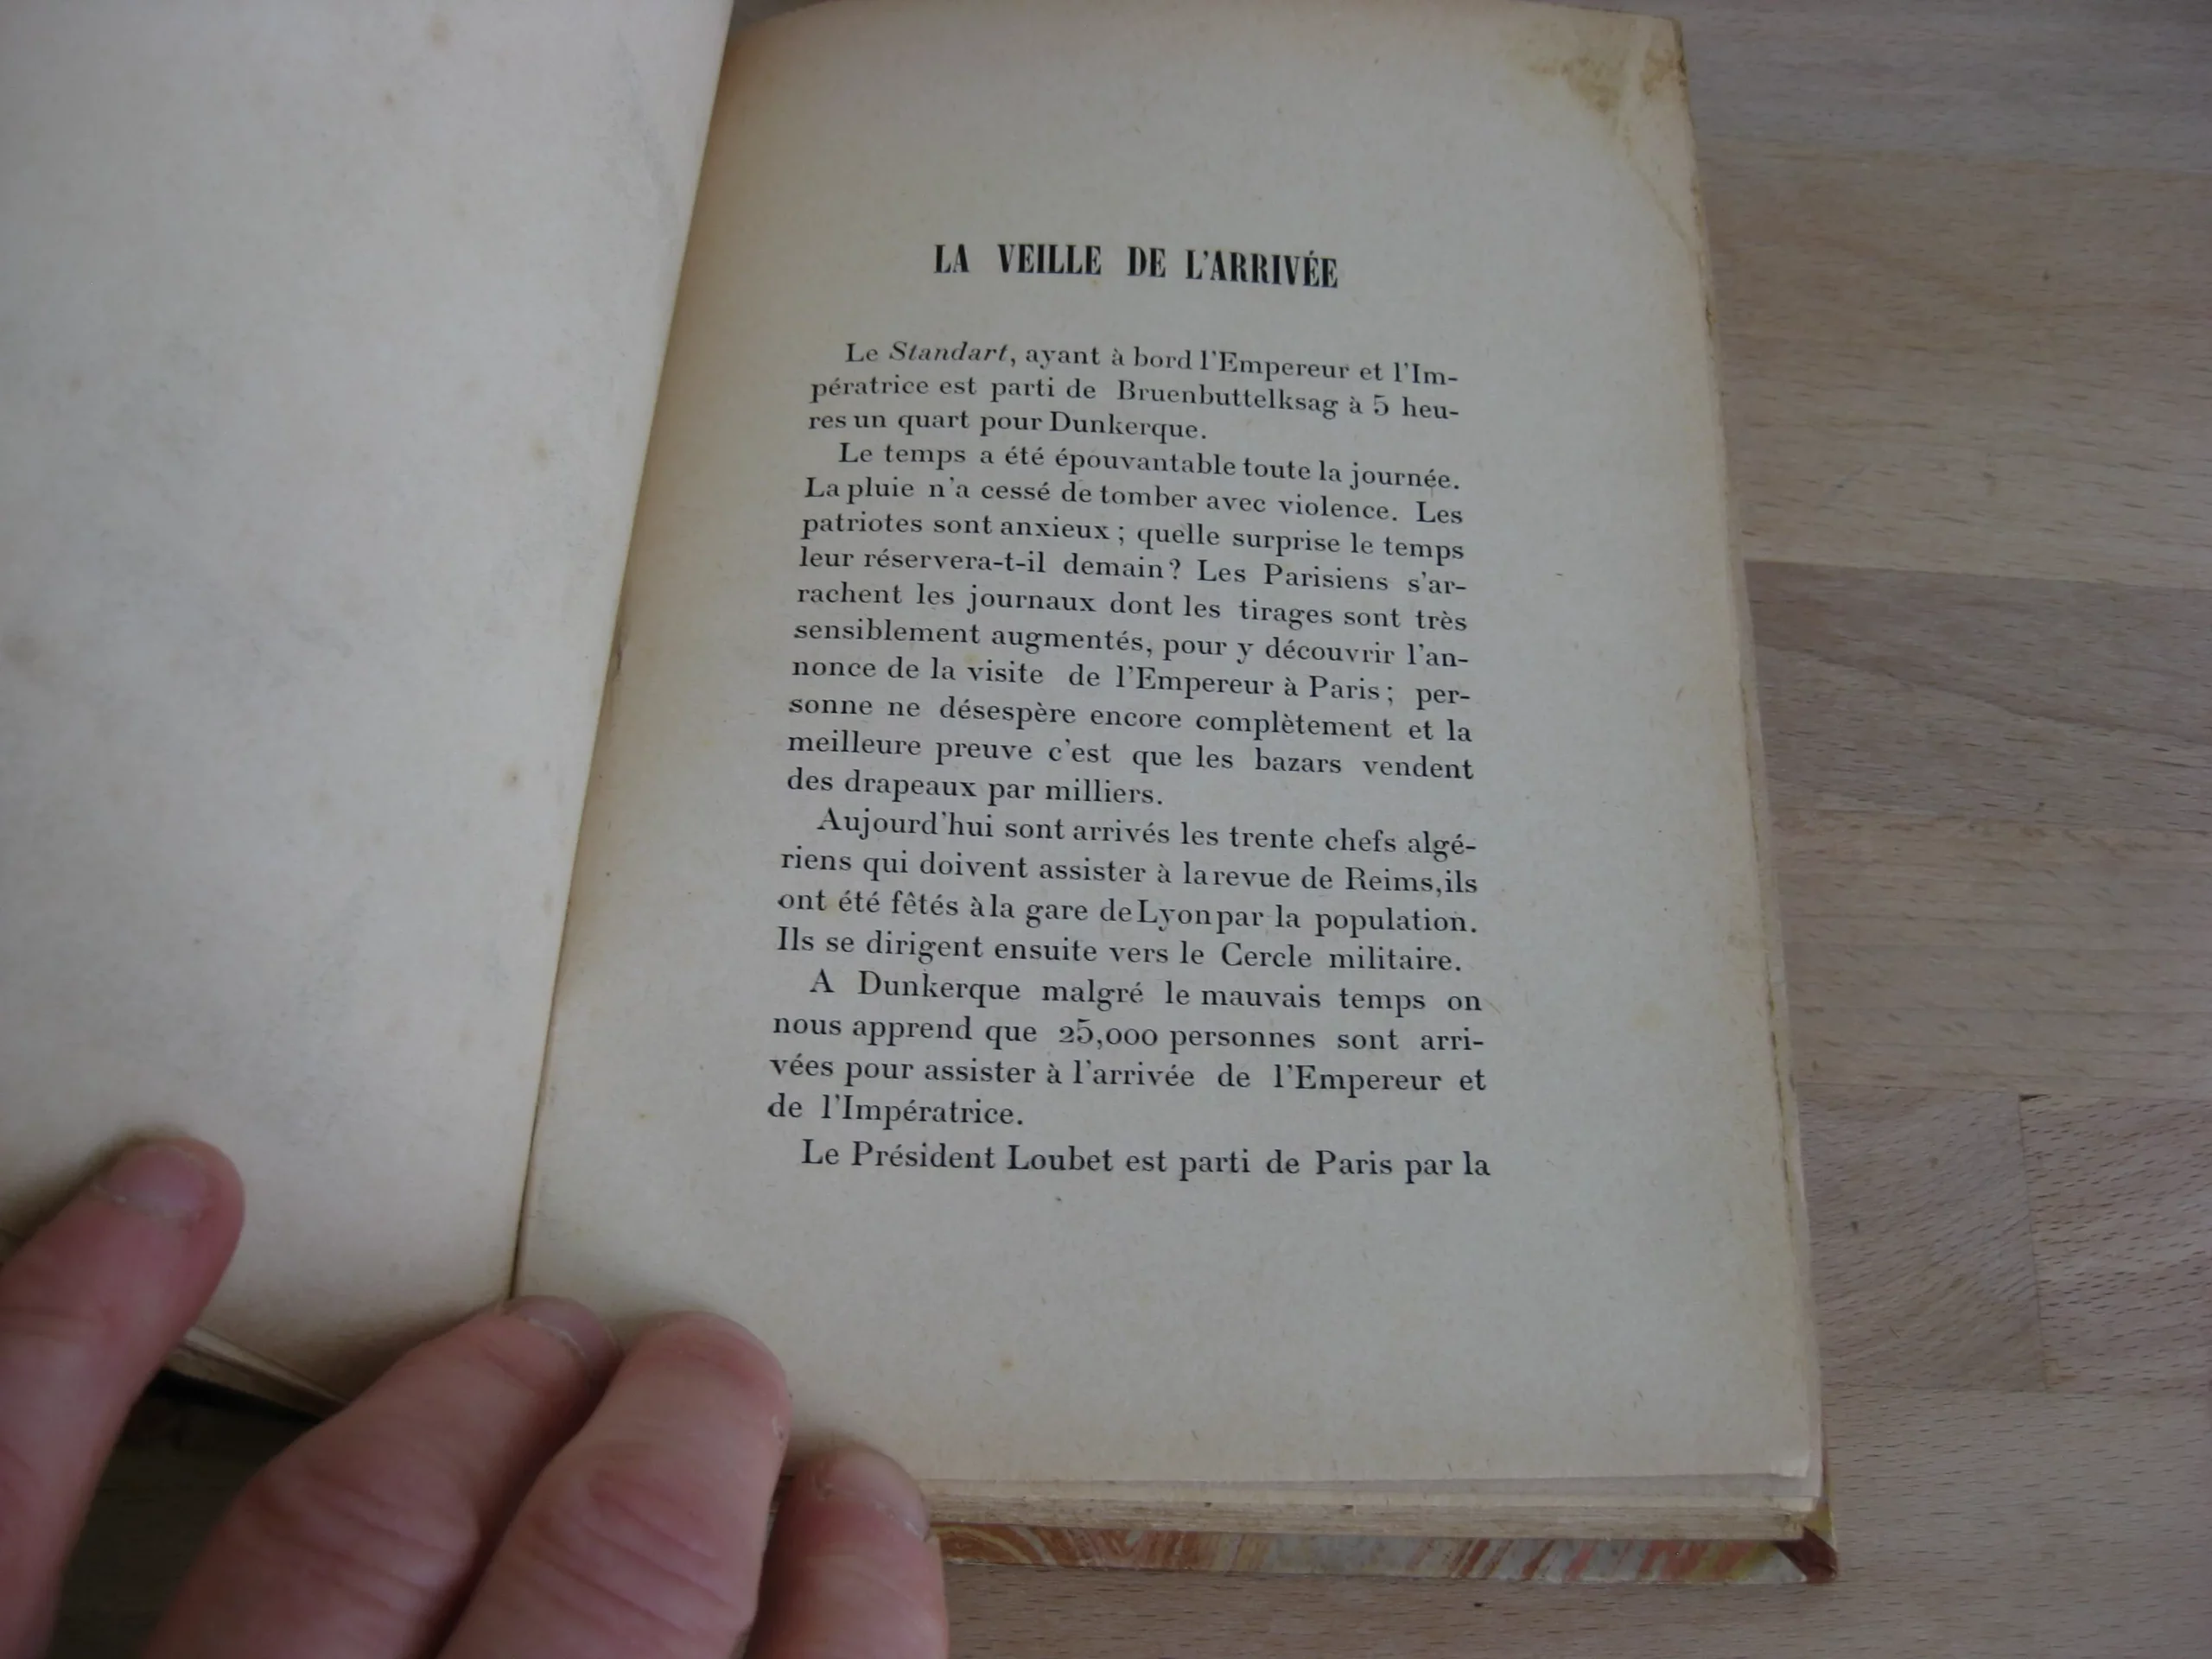 LA VEILLE DE L'ARRIVÉE
Le Standart, ayant à bord l'Empereur et l'Im-
pératrice est parti de Bruenbuttelksag à 5 heu-
res un quart pour Dunkerque.
Le temps a été épouvantable toute la journée.
La pluie n'a cessé de tomber avec violence. Les
patriotes sont anxieux ; quelle surprise le temps
leur réservera-t-il demain ? Les Parisiens s'ar-
rachent les journaux dont les tirages sont très
sensiblement augmentés, pour y découvrir l'an-
nonce de la visite de l'Empereur à Paris ; per-
sonne ne désespère encore complètement et la
meilleure preuve c'est que les bazars vendent
des drapeaux par milliers.
Aujourd'hui sont arrivés les trente chefs algé-
riens qui doivent assister à la revue de Reims, ils
ont été fêtés à la gare de Lyon par la population.
Ils se dirigent ensuite vers le Cercle militaire.
A Dunkerque malgré le mauvais temps on
nous apprend que 25,000 personnes sont arri-
vées pour assister à l'arrivée de l'Empereur et
de l'Impératrice.
Le Président Loubet est parti de Paris par la